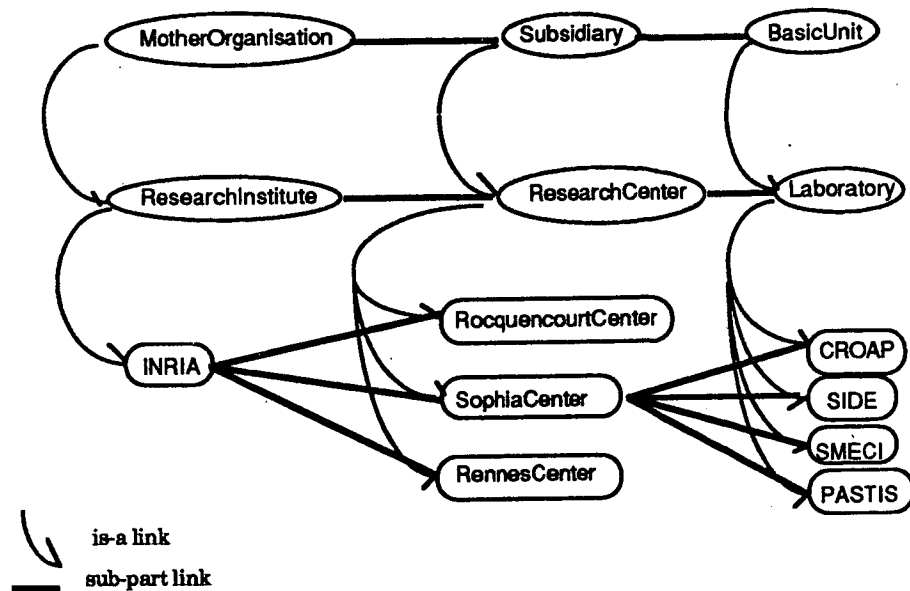 MotherOrganisation
Subsidiary
BasicUnit
ResearchInstitute
ResearchCenter
Laboratory
RocquencourtCenter
INRIA
CROAP
SophiaCenter
SIDE
SMECI
RennesCenter
PASTIS
is-a link
sub-part link